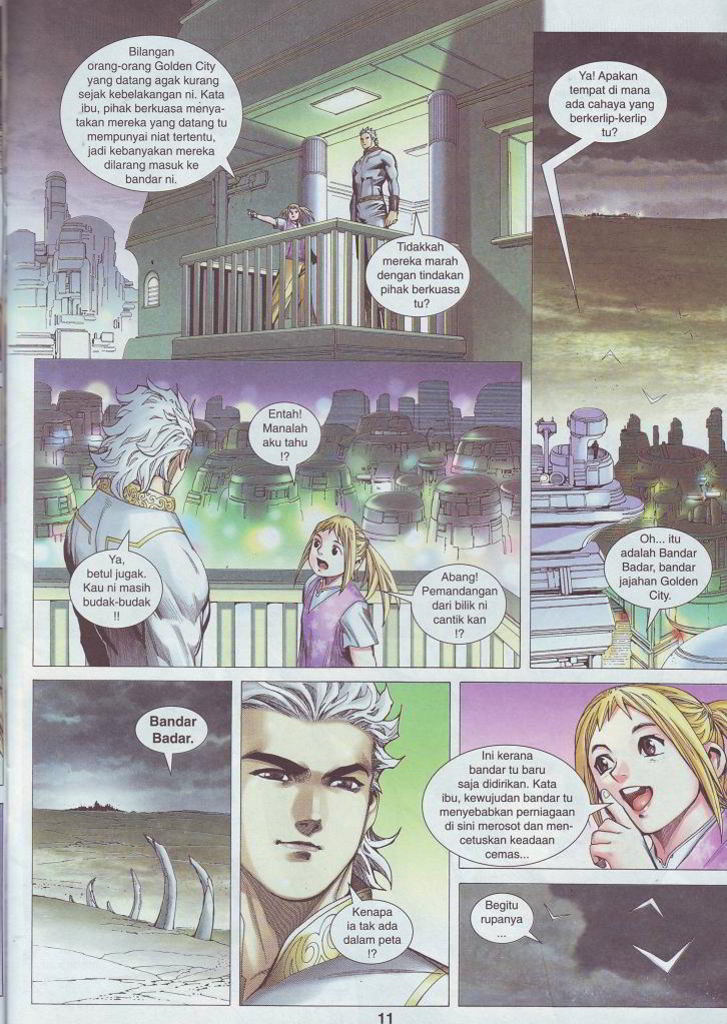 Bilangan
orang-orang Golden City
yang datang agak kurang
sejak kebelakangan ni. Kata
ibu, pihak berkuasa menya-
takan mereka yang datang tu
mempunyai niat tertentu,
jadi kebanyakan mereka
dilarang masuk ke
bandar ni.
Tidakkah
mereka marah
dengan tindakan
pihak berkuasa
tu?
Ya! Apakan
tempat di mana
ada cahaya yang
berkerlip-kerlip
tu?
Oh... itu
adalah Bandar
Badar, bandar
jajahan Golden
City.
Entah!
Manalah
aku tahu
!?
Ya,
betul jugak.
Kau ni masih
budak-budak
!!
Abang!
Pemandangan
dari bilik ni
cantik kan
!?
Bandar
Badar.
Kenapa
ia tak ada
dalam peta
!?
Ini kerana
bandar tu baru
saja didirikan. Kata
ibu, kewujudan bandar tu
menyebabkan perniagaan
di sini merosot dan men-
cetuskan keadaan
cemas...
Begitu
rupanya
...
11